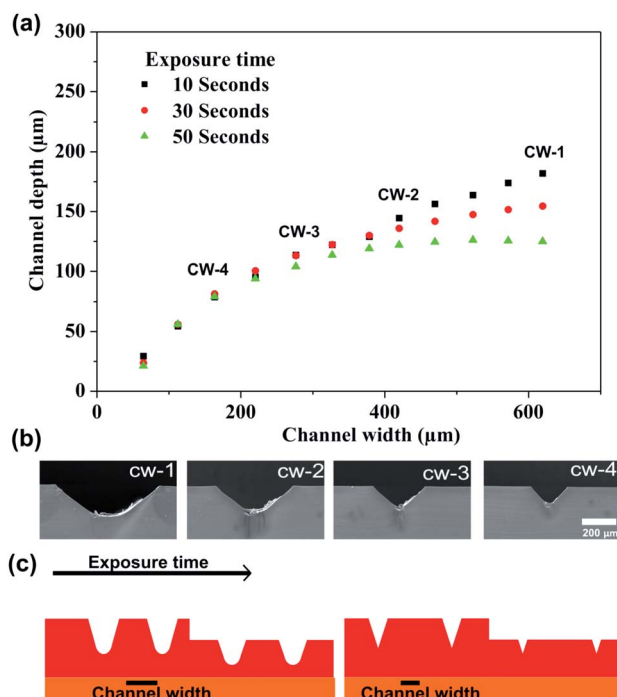 (a)
300
250
200
150
100
50
0
Channel depth (µm)
Exposure time
10 Seconds
30 Seconds
50 Seconds
CW-1
CW-2
CW-3
CW-4
0 200 400 600
Channel width (µm)
(b)
cw-1 cw-2 cw-3 cw-4
200 µm
(c)
Exposure time
Channel width Channel width